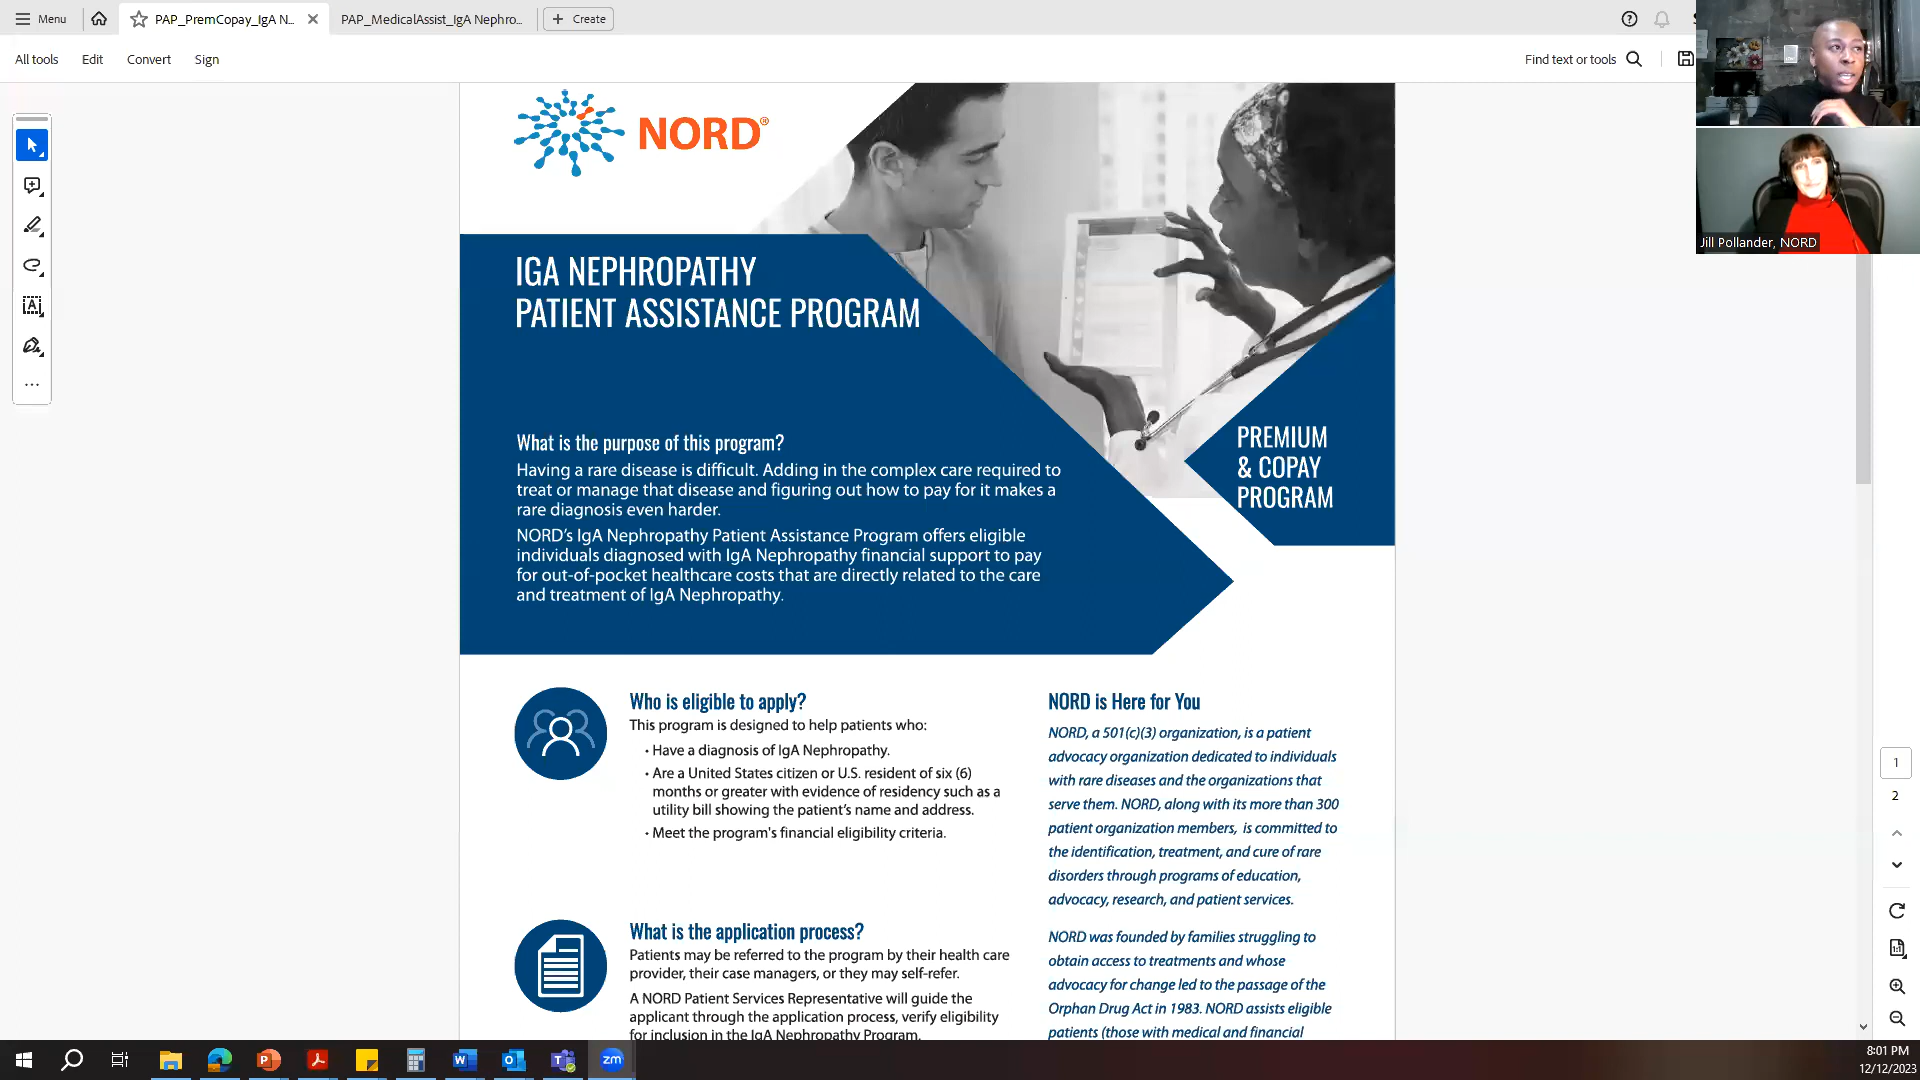 Menu
PAP_PremCopay_IgA N...
PAP_MedicalAssist_IgA Nephro...
Create
All tools
Edit
Convert
Sign
Find text or tools
NORD®
IGA NEPHROPATHY
PATIENT ASSISTANCE PROGRAM
What is the purpose of this program?
Having a rare disease is difficult. Adding in the complex care required to
treat or manage that disease and figuring out how to pay for it makes a
rare diagnosis even harder.
NORD's IgA Nephropathy Patient Assistance Program offers eligible
individuals diagnosed with IgA Nephropathy financial support to pay
for out-of-pocket healthcare costs that are directly related to the care
and treatment of IgA Nephropathy.
PREMIUM
& COPAY
PROGRAM
Who is eligible to apply?
This program is designed to help patients who:
• Have a diagnosis of IgA Nephropathy.
• Are a United States citizen or U.S. resident of six (6)
months or greater with evidence of residency such as a
utility bill showing the patient's name and address.
• Meet the program's financial eligibility criteria.
What is the application process?
Patients may be referred to the program by their health care
provider, their case managers, or they may self-refer.
A NORD Patient Services Representative will guide the
applicant through the application process, verify eligibility
for inclusion in the IgA Nephropathy Program.
NORD is Here for You
NORD, a 501(c)(3) organization, is a patient
advocacy organization dedicated to individuals
with rare diseases and the organizations that
serve them. NORD, along with its more than 300
patient organization members, is committed to
the identification, treatment, and cure of rare
disorders through programs of education,
advocacy, research, and patient services.
NORD was founded by families struggling to
obtain access to treatments and whose
advocacy for change led to the passage of the
Orphan Drug Act in 1983. NORD assists eligible
patients (those with medical and financial
Jill Pollander, NORD
1
2
8:01 PM
12/12/2023